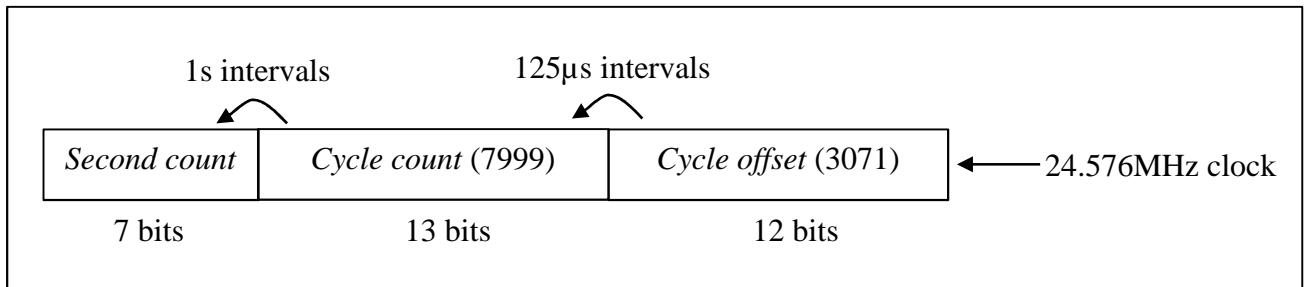 1s intervals
125μs intervals
Second count
Cycle count (7999)
Cycle offset (3071)
24.576MHz clock
7 bits
13 bits
12 bits